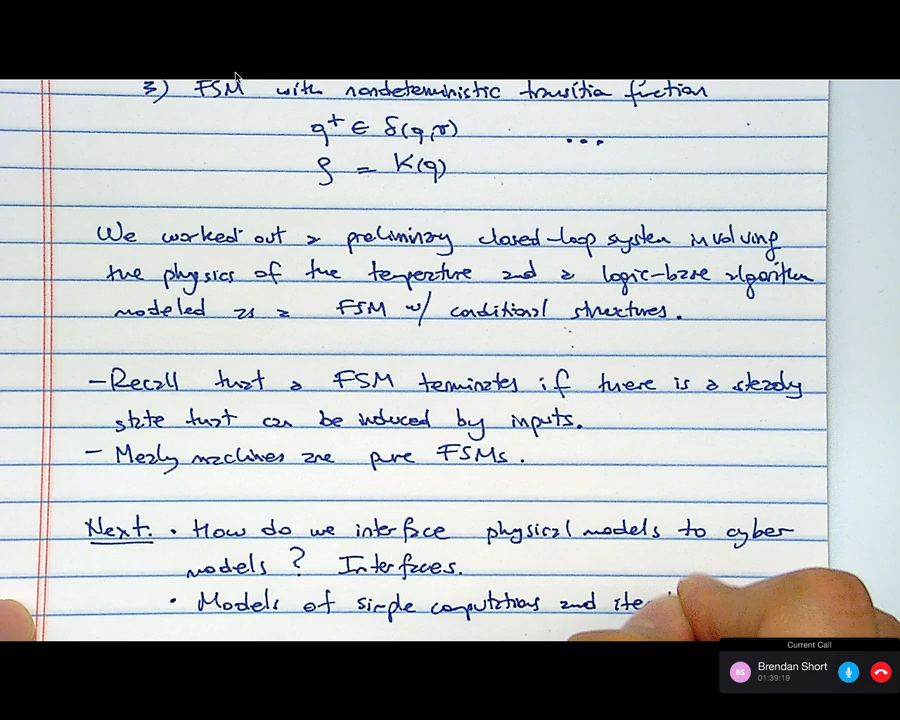 3) FSM with nondeterministic transition function
q⁺ ∈ δ(q,σ) ...
ζ = K(q)
We worked out a preliminary closed-loop system involving
the physics of the temperature and a logic-base algorithm
modeled as a FSM w/ conditional structures.
- Recall that a FSM terminates if there is a steady
state that can be induced by inputs.
- Mealy machines are pure FSMs.
Next: • How do we interface physical models to cyber
models? Interfaces.
• Models of simple computations and ite
Current Call
BS
Brendan Short
01:39:19